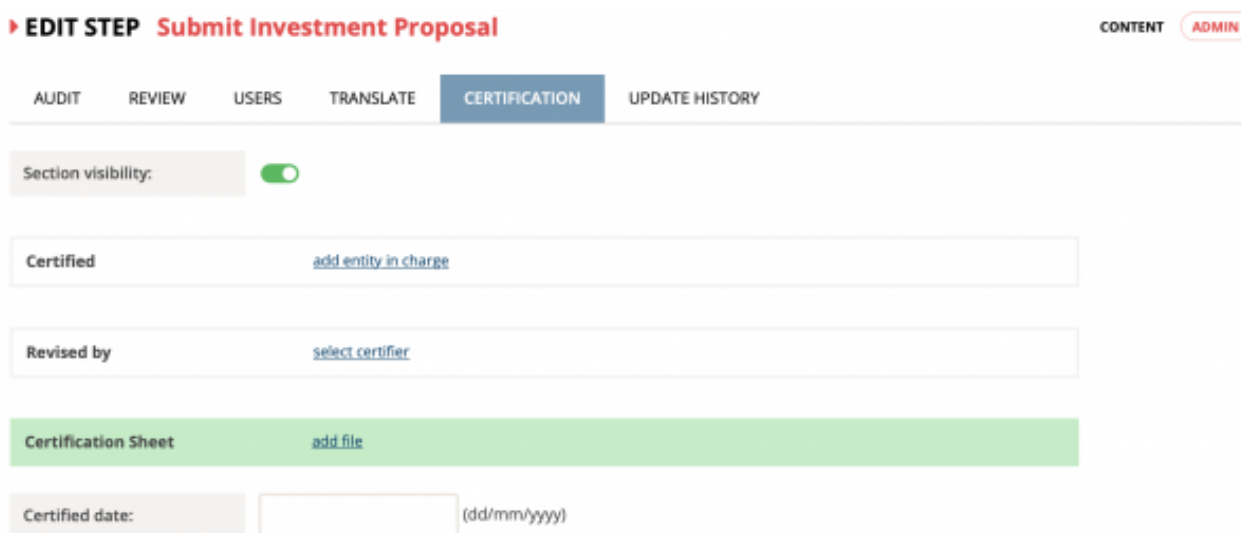 EDIT STEP Submit Investment Proposal CONTENT ADMIN
AUDIT REVIEW USERS TRANSLATE CERTIFICATION UPDATE HISTORY
Section visibility:
Certified add entity in charge
Revised by select certifier
Certification Sheet add file
Certified date: (dd/mm/yyyy)